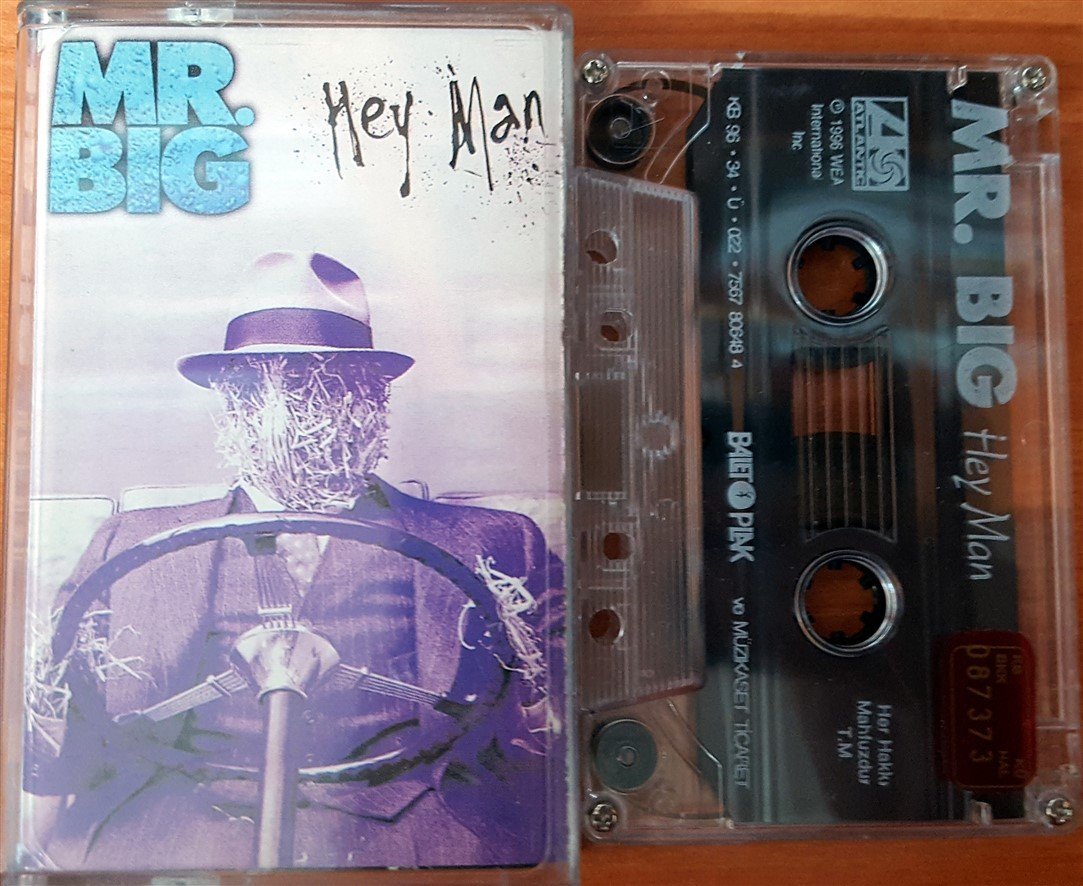 MR.
BIG
Hey Man
MR. BIG Hey Man
ATLANTIC
℗ 1996 WEA
International
Inc
KB 96 • 34 • Ü • 022 • 7567 80648 4
BALET PLAK
ve MÜZİKKASET TİCARET
Her Hakkı
Mahfuzdur
T.M
087373